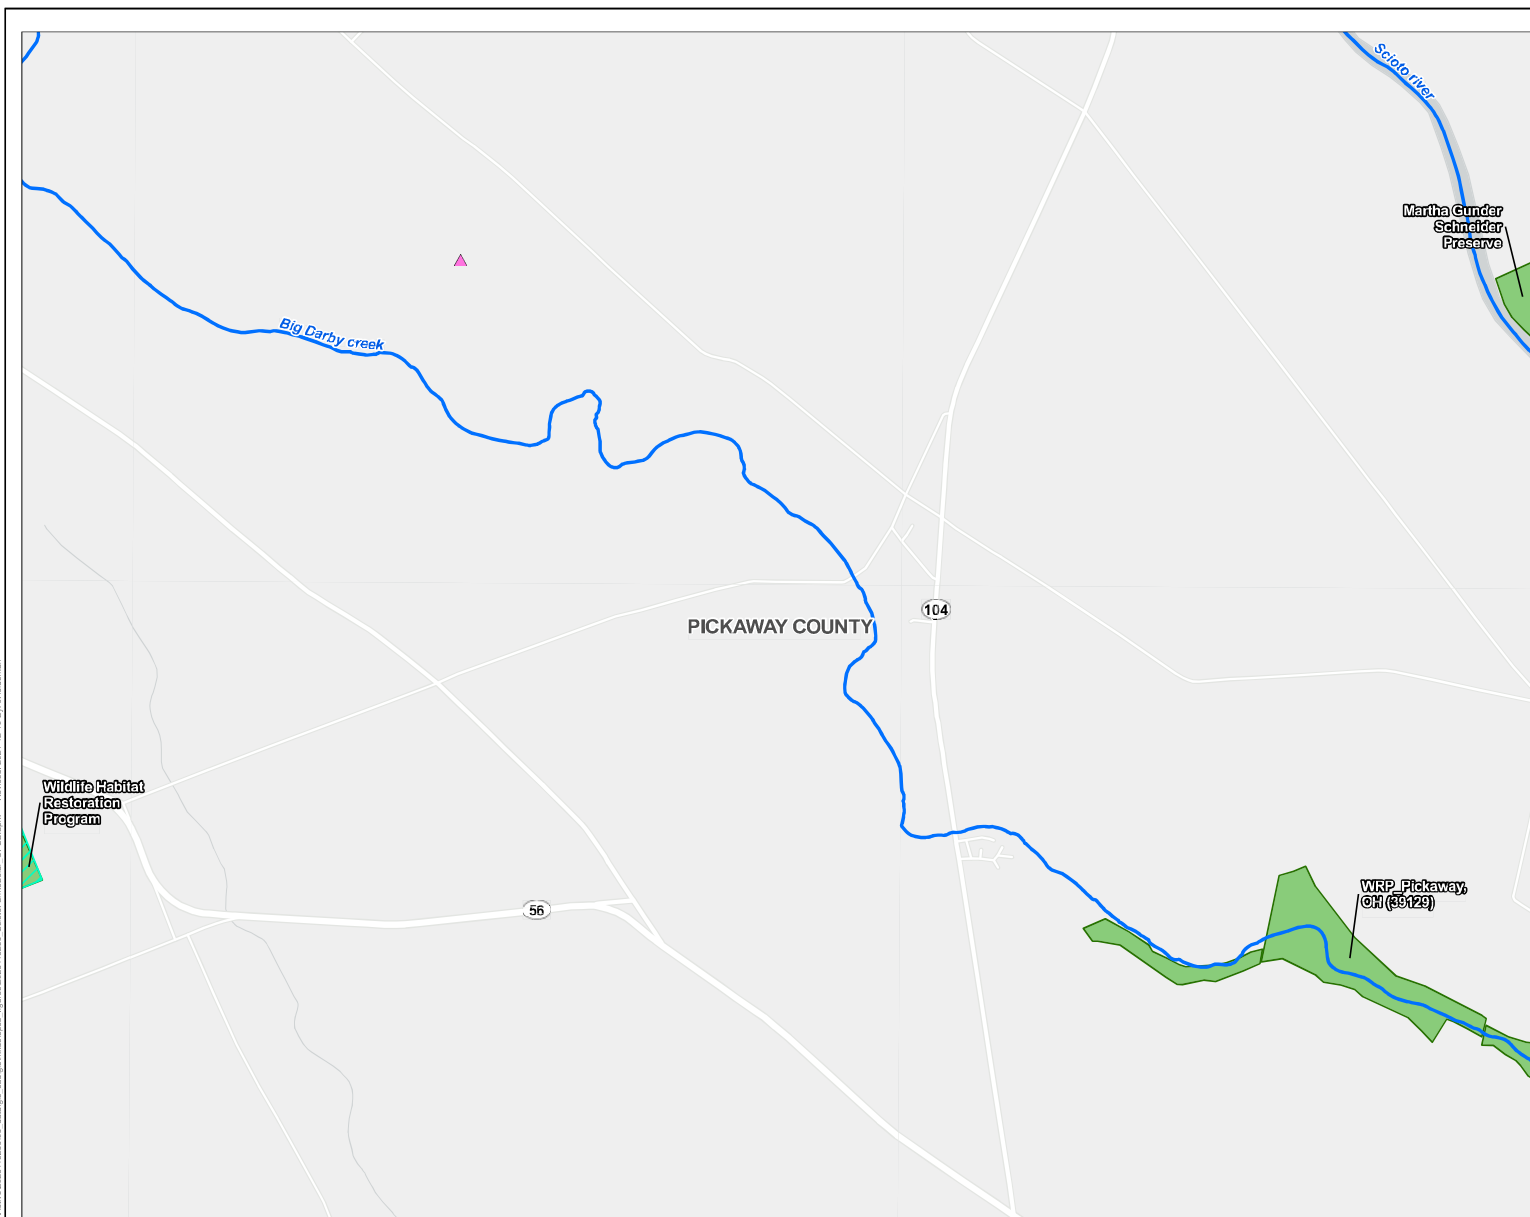 Scioto river
Martha Gunder
Schneider
Preserve
Big Darby creek
104
PICKAWAY COUNTY
Wildlife Habitat
Restoration
Program
56
WRP_Pickaway,
OH (39129)